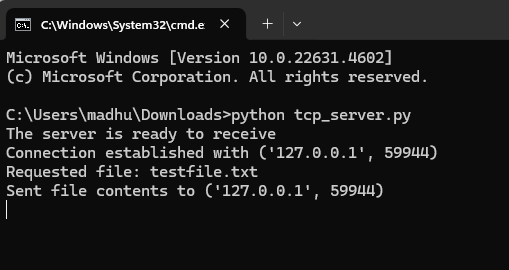 C:\Windows\System32\cmd.e
Microsoft Windows [Version 10.0.22631.4602]
(c) Microsoft Corporation. All rights reserved.
C:\Users\madhu\Downloads>python tcp_server.py
The server is ready to receive
Connection established with ('127.0.0.1', 59944)
Requested file: testfile.txt
Sent file contents to ('127.0.0.1', 59944)